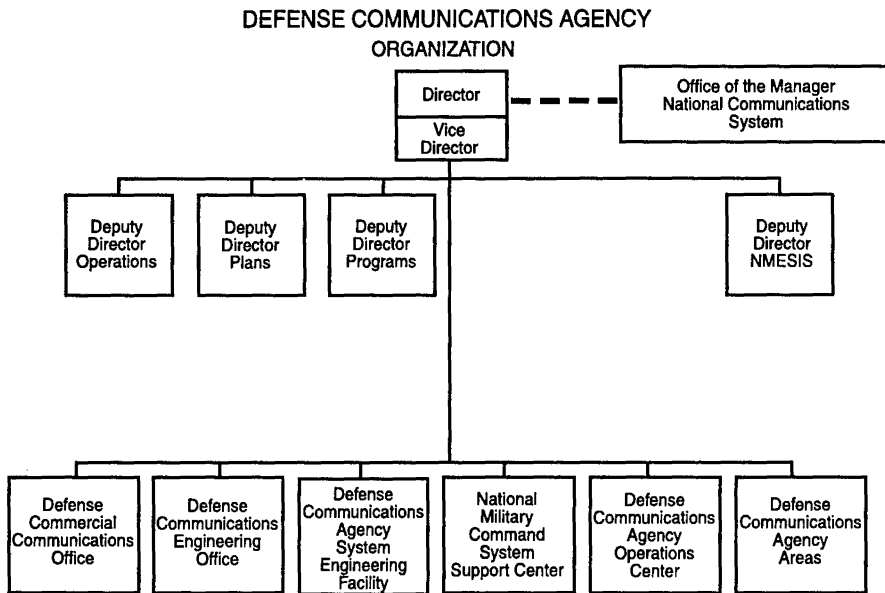 DEFENSE COMMUNICATIONS AGENCY
ORGANIZATION
Director
Vice
Director
Office of the Manager
National Communications
System
Deputy
Director
Operations
Deputy
Director
Plans
Deputy
Director
Programs
Deputy
Director
NMESIS
Defense
Commercial
Communications
Office
Defense
Communications
Engineering
Office
Defense
Communications
Agency
System
Engineering
Facility
National
Military
Command
System
Support Center
Defense
Communications
Agency
Operations
Center
Defense
Communications
Agency
Areas